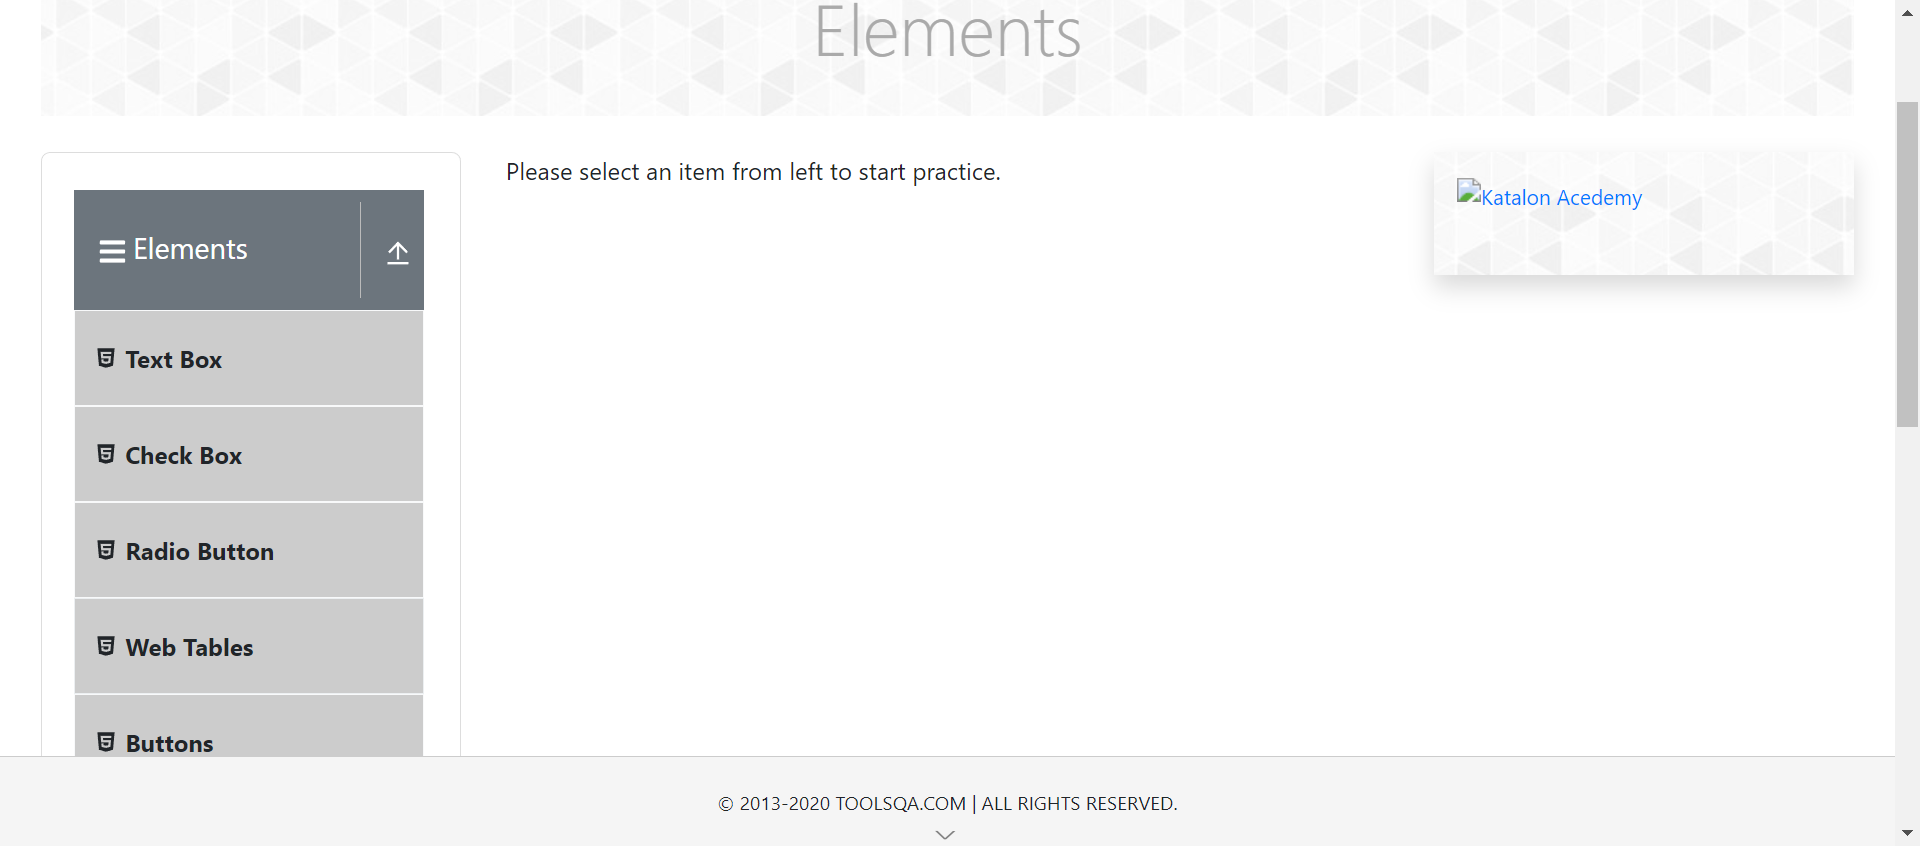 Elements
Please select an item from left to start practice.
Katalon Acedemy
Elements
Text Box
Check Box
Radio Button
Web Tables
Buttons
© 2013-2020 TOOLSQA.COM | ALL RIGHTS RESERVED.